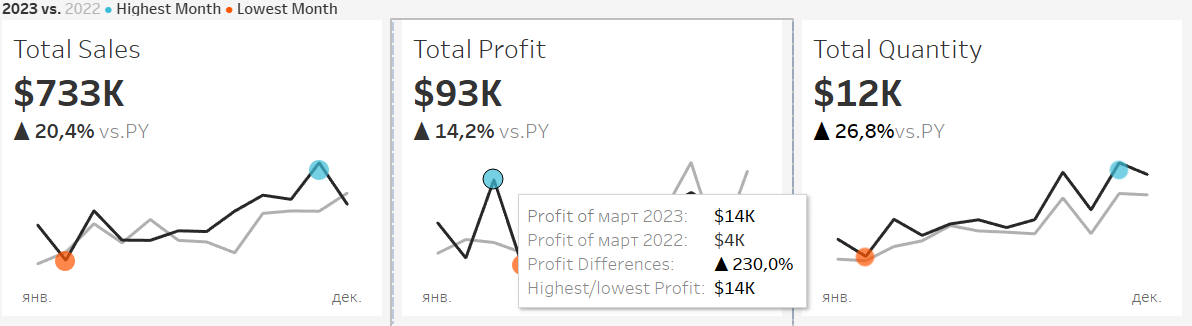 2023 vs. 2022 ● Highest Month ● Lowest Month
Total Sales
$733K
▲ 20,4% vs.PY
янв. дек.
Total Profit
$93K
▲ 14,2% vs.PY
Profit of март 2023: $14K
Profit of март 2022: $4K
Profit Differences: ▲ 230,0%
Highest/lowest Profit: $14K
янв.
Total Quantity
$12K
▲ 26,8%vs.PY
янв. дек.